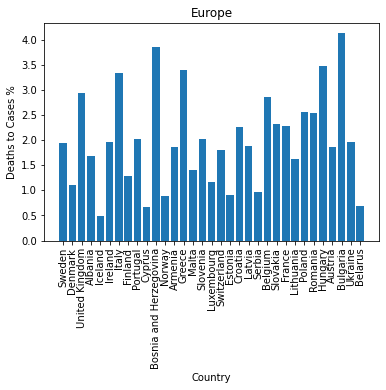 Europe
Deaths to Cases %
4.0
3.5
3.0
2.5
2.0
1.5
1.0
0.5
0.0
Sweden
Denmark
United Kingdom
Albania
Iceland
Ireland
Italy
Finland
Portugal
Cyprus
Bosnia and Herzegovina
Norway
Armenia
Greece
Malta
Slovenia
Luxembourg
Switzerland
Estonia
Croatia
Latvia
Serbia
Belgium
Slovakia
France
Lithuania
Poland
Romania
Hungary
Austria
Bulgaria
Ukraine
Belarus
Country